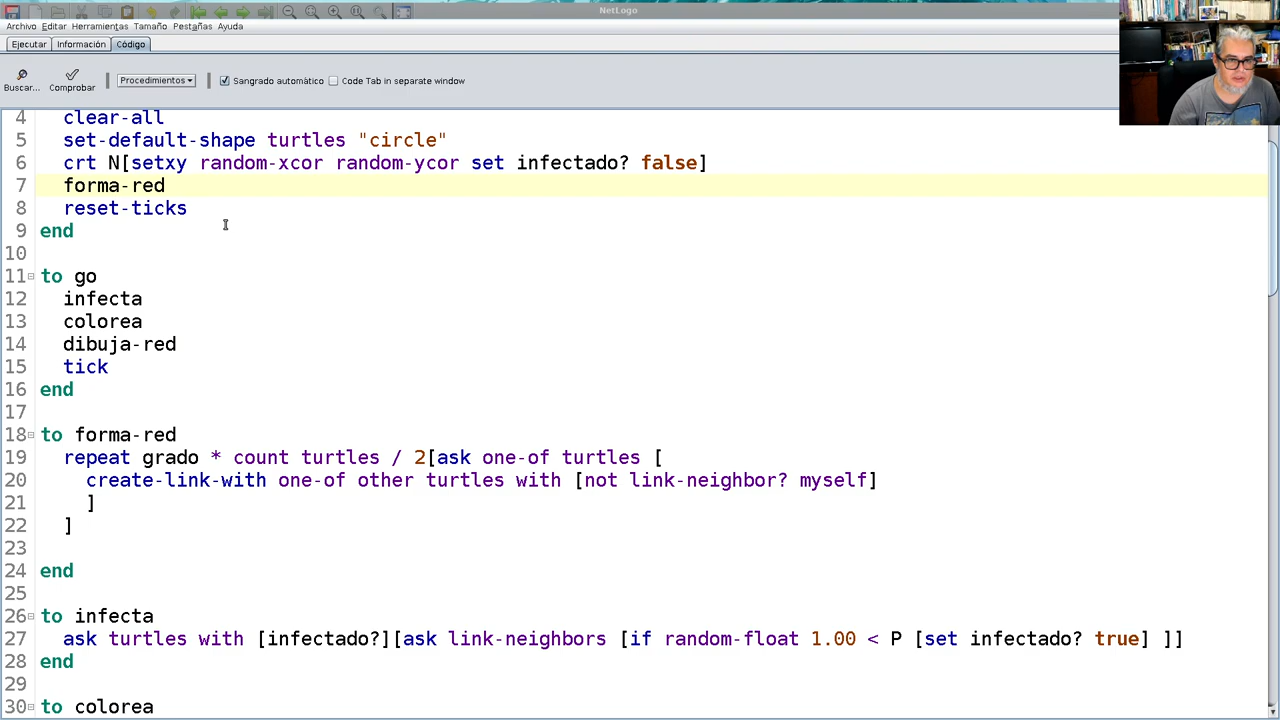 NetLogo
Archivo Editar Herramientas Tamaño Pestañas Ayuda
Ejecutar Información Código
Buscar... Comprobar Procedimientos Sangrado automático Code Tab in separate window
4 clear-all
5 set-default-shape turtles "circle"
6 crt N[setxy random-xcor random-ycor set infectado? false]
7 forma-red
8 reset-ticks
9 end
10
11 to go
12 infecta
13 colorea
14 dibuja-red
15 tick
16 end
17
18 to forma-red
19 repeat grado * count turtles / 2[ask one-of turtles [
20 create-link-with one-of other turtles with [not link-neighbor? myself]
21 ]
22 ]
23
24 end
25
26 to infecta
27 ask turtles with [infectado?][ask link-neighbors [if random-float 1.00 < P [set infectado? true] ]]
28 end
29
30 to colorea